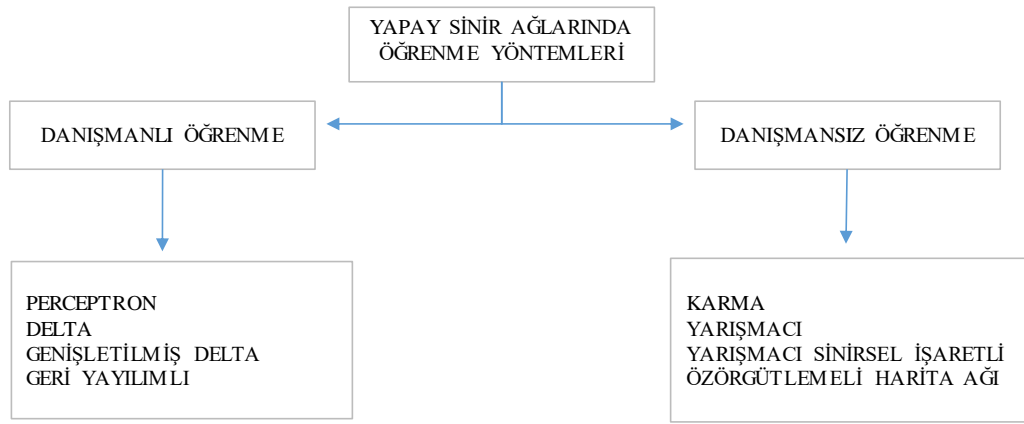 YAPAY SİNİR AĞLARINDA
ÖĞRENME YÖNTEMLERİ
DANIŞMANLI ÖĞRENME
DANIŞMANSIZ ÖĞRENME
PERCEPTRON
DELTA
GENİŞLETİLMİŞ DELTA
GERİ YAYILIMLI
KARMA
YARIŞMACI
YARIŞMACI SİNİRSEL İŞARETLİ
ÖZÖRGÜTLEMELİ HARİTA AĞI